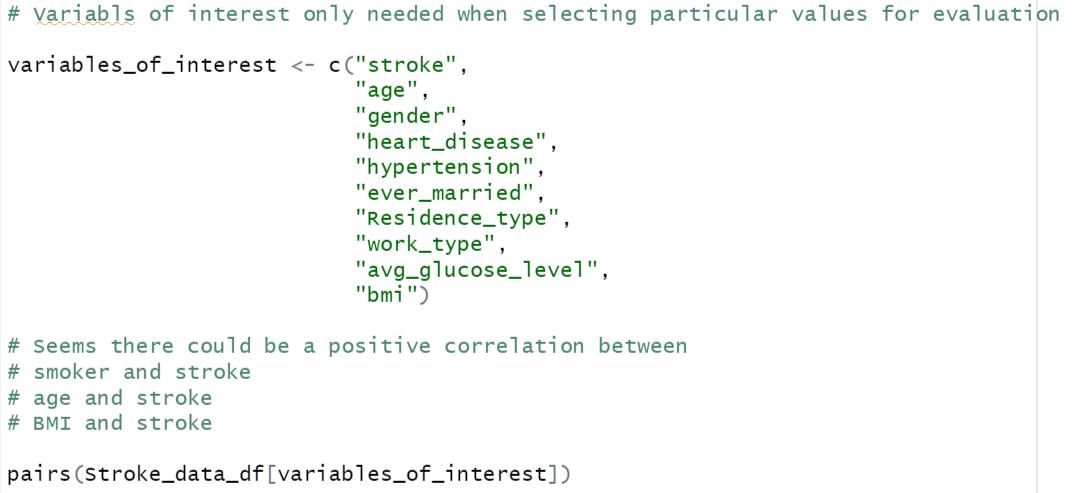 # Variabls of interest only needed when selecting particular values for evaluation
variables_of_interest <- c("stroke",
"age",
"gender",
"heart_disease",
"hypertension",
"ever_married",
"Residence_type",
"work_type",
"avg_glucose_level",
"bmi")
# Seems there could be a positive correlation between
# smoker and stroke
# age and stroke
# BMI and stroke
pairs(Stroke_data_df[variables_of_interest])